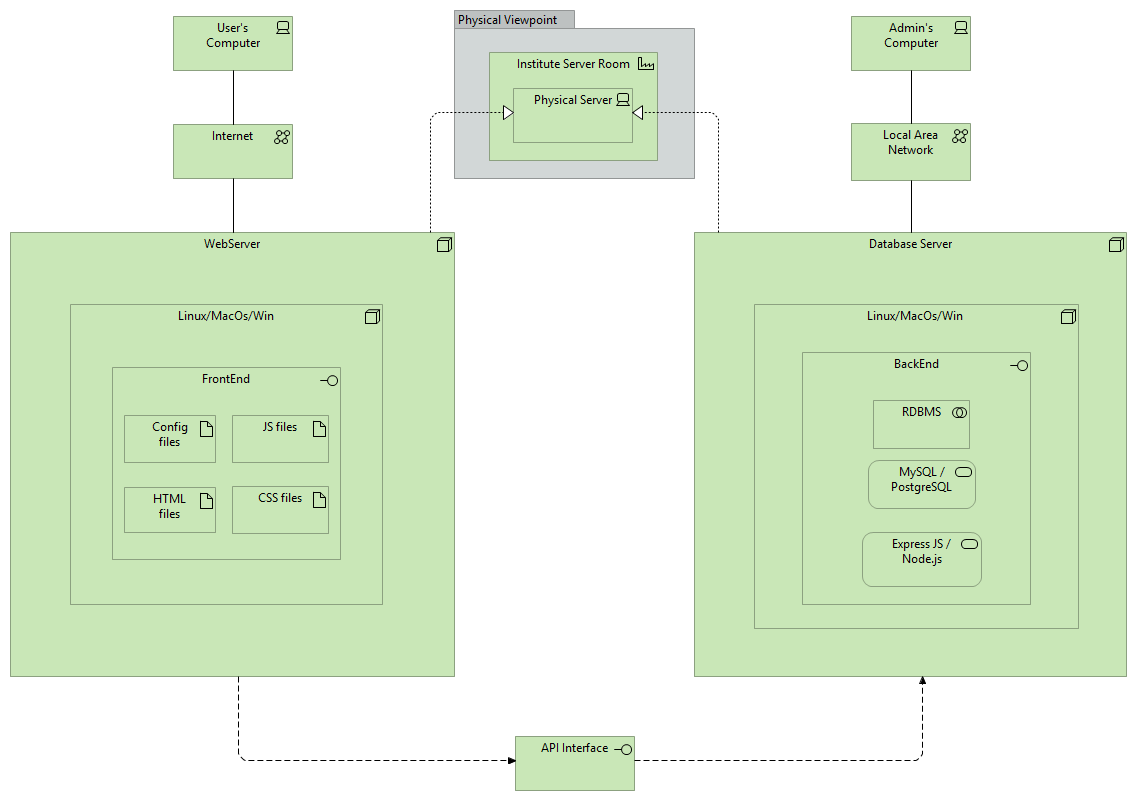 User's
Computer
Physical Viewpoint
Admin's
Computer
Institute Server Room
Physical Server
Internet
Local Area
Network
WebServer
Database Server
Linux/MacOs/Win
Linux/MacOs/Win
FrontEnd
BackEnd
Config
files
JS files
RDBMS
HTML
files
CSS files
MySQL /
PostgreSQL
Express JS /
Node.js
API Interface